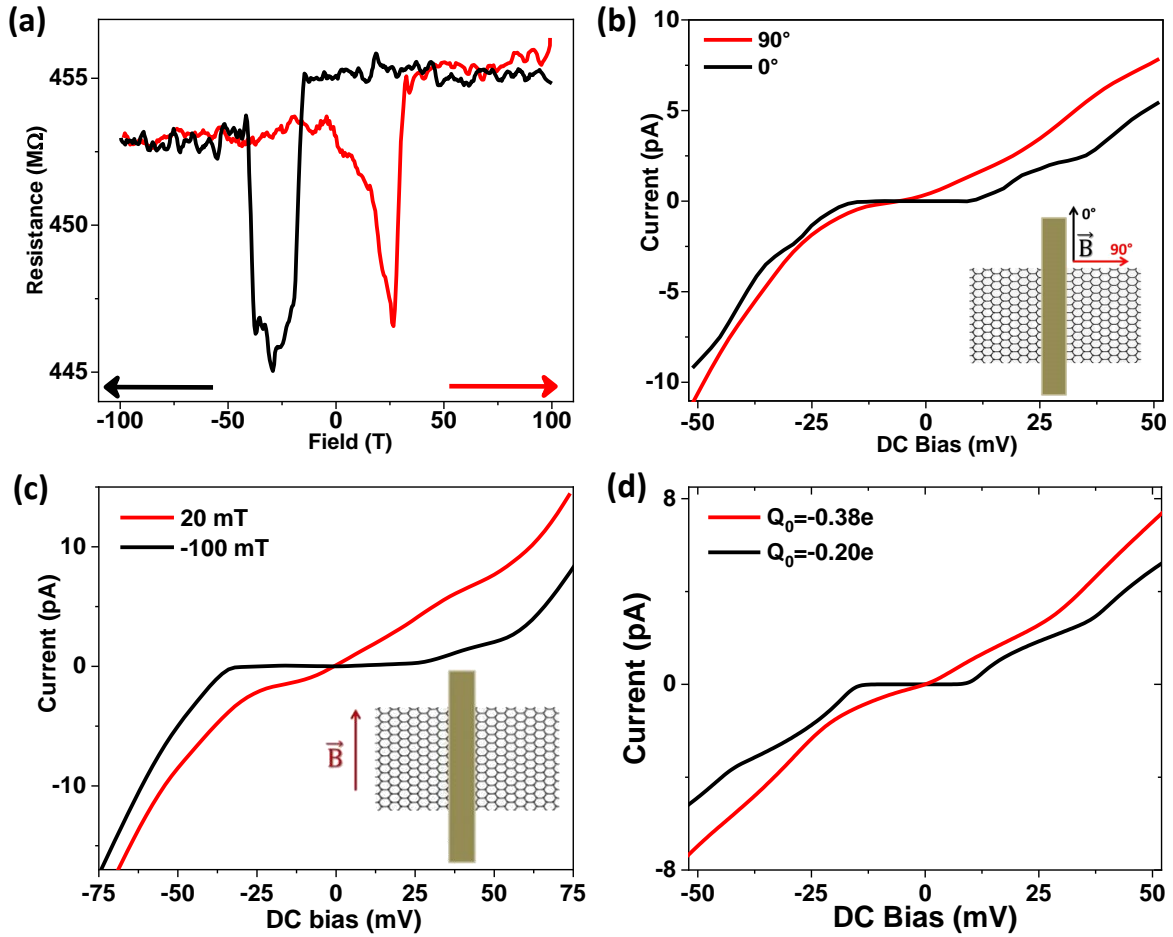 (a)
Resistance (MΩ)
455
450
445
-100
-50
0
50
100
Field (T)
(b)
90°
0°
Current (pA)
10
5
0
-5
-10
0°
B
90°
-50
-25
0
25
50
DC Bias (mV)
(c)
20 mT
-100 mT
Current (pA)
10
0
-10
B
-75
-50
-25
0
25
50
75
DC bias (mV)
(d)
Q₀=-0.38e
Q₀=-0.20e
Current (pA)
8
0
-8
-50
-25
0
25
50
DC Bias (mV)